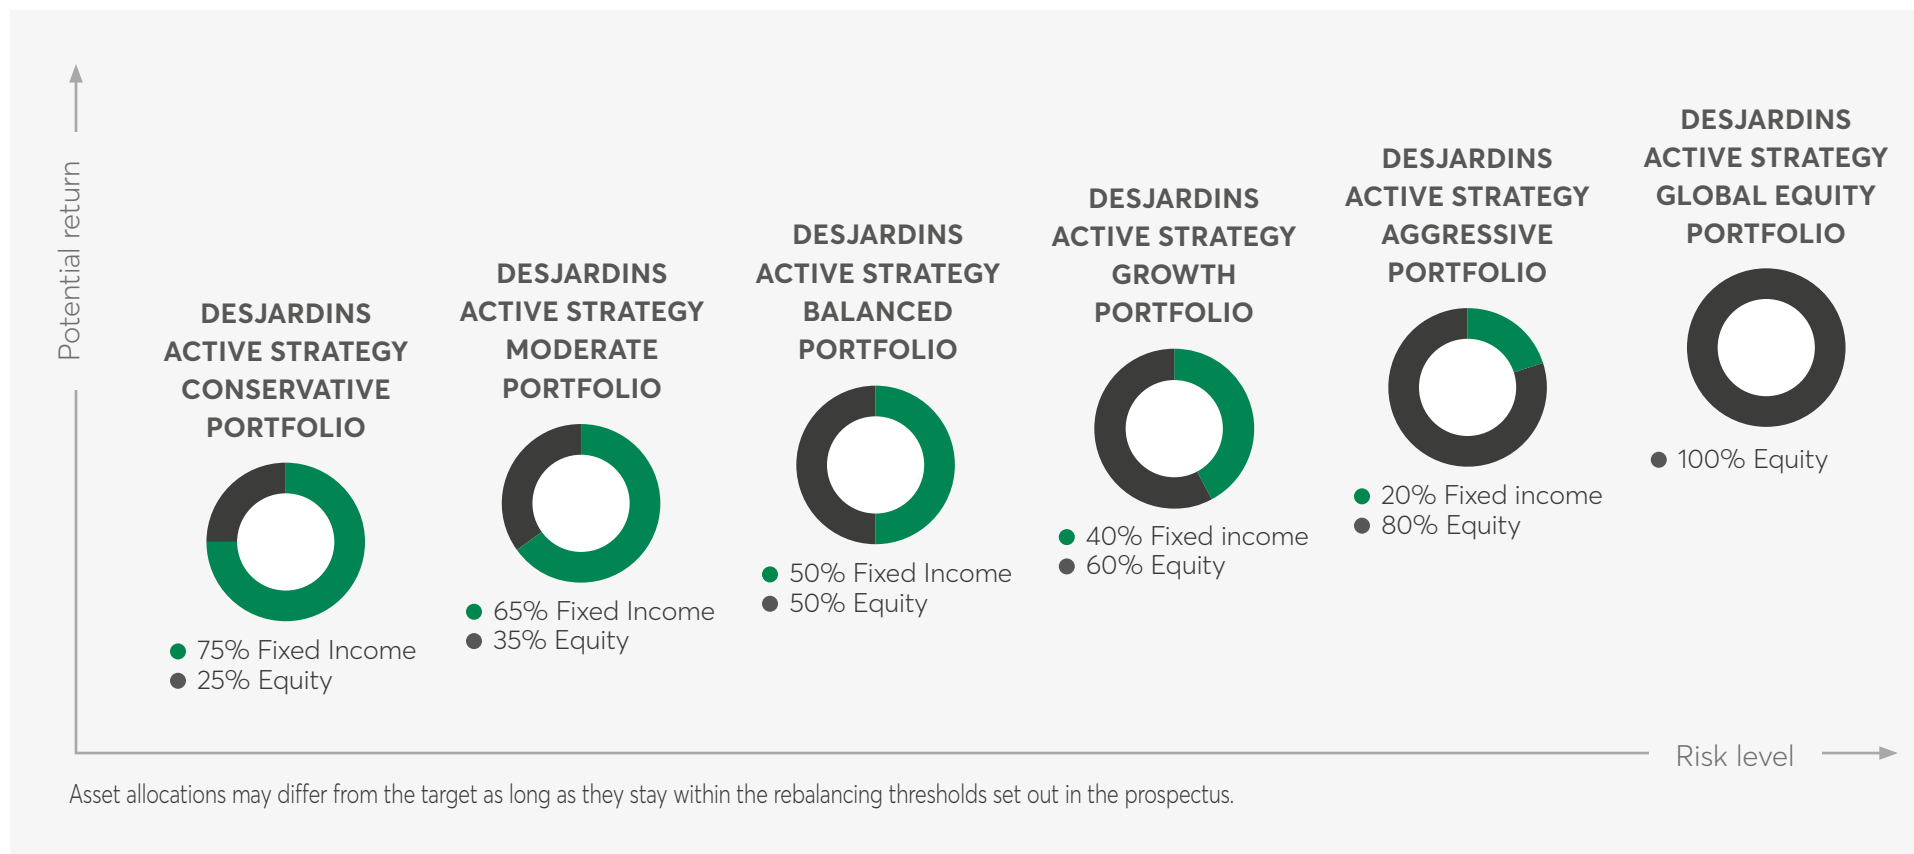 Potential return
DESJARDINS
ACTIVE STRATEGY
CONSERVATIVE
PORTFOLIO
75% Fixed Income
25% Equity
DESJARDINS
ACTIVE STRATEGY
MODERATE
PORTFOLIO
65% Fixed Income
35% Equity
DESJARDINS
ACTIVE STRATEGY
BALANCED
PORTFOLIO
50% Fixed Income
50% Equity
DESJARDINS
ACTIVE STRATEGY
GROWTH
PORTFOLIO
40% Fixed income
60% Equity
DESJARDINS
ACTIVE STRATEGY
AGGRESSIVE
PORTFOLIO
20% Fixed income
80% Equity
DESJARDINS
ACTIVE STRATEGY
GLOBAL EQUITY
PORTFOLIO
100% Equity
Risk level
Asset allocations may differ from the target as long as they stay within the rebalancing thresholds set out in the prospectus.